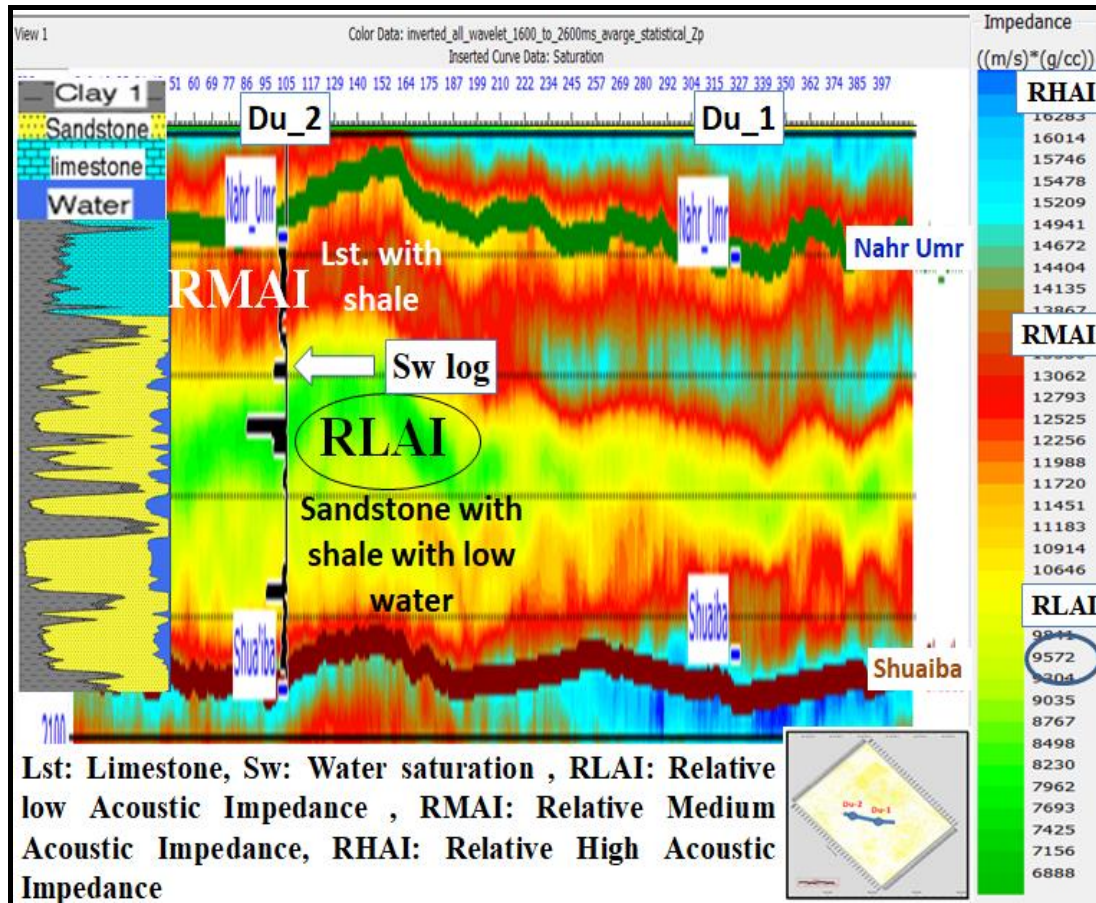 View 1
Color Data: inverted_all_wavelet_1600_to_2600ms_avarge_statistical_Zp
Inserted Curve Data: Saturation
Impedance
((m/s)*(g/cc))
51 60 69 77 86 95 105 117 129 140 152 164 175 187 199 210 222 234 245 257 269 280 292 304 315 327 339 350 362 374 385 397
Clay 1
Sandstone
limestone
Water
Du_2
Du_1
Nahr_Umr
Nahr_Umr
Nahr Umr
RMAI
Lst. with
shale
Sw log
RLAI
Sandstone with
shale with low
water
Shuaiba
Shuaiba
Shuaiba
2100
RHAI
16283
16014
15746
15478
15209
14941
14672
14404
14135
13867
RMAI
13062
12793
12525
12256
11988
11720
11451
11183
10914
10646
RLAI
9841
9572
9304
9035
8767
8498
8230
7962
7693
7425
7156
6888
Du-2
Du-1
Lst: Limestone, Sw: Water saturation , RLAI: Relative
low Acoustic Impedance , RMAI: Relative Medium
Acoustic Impedance, RHAI: Relative High Acoustic
Impedance